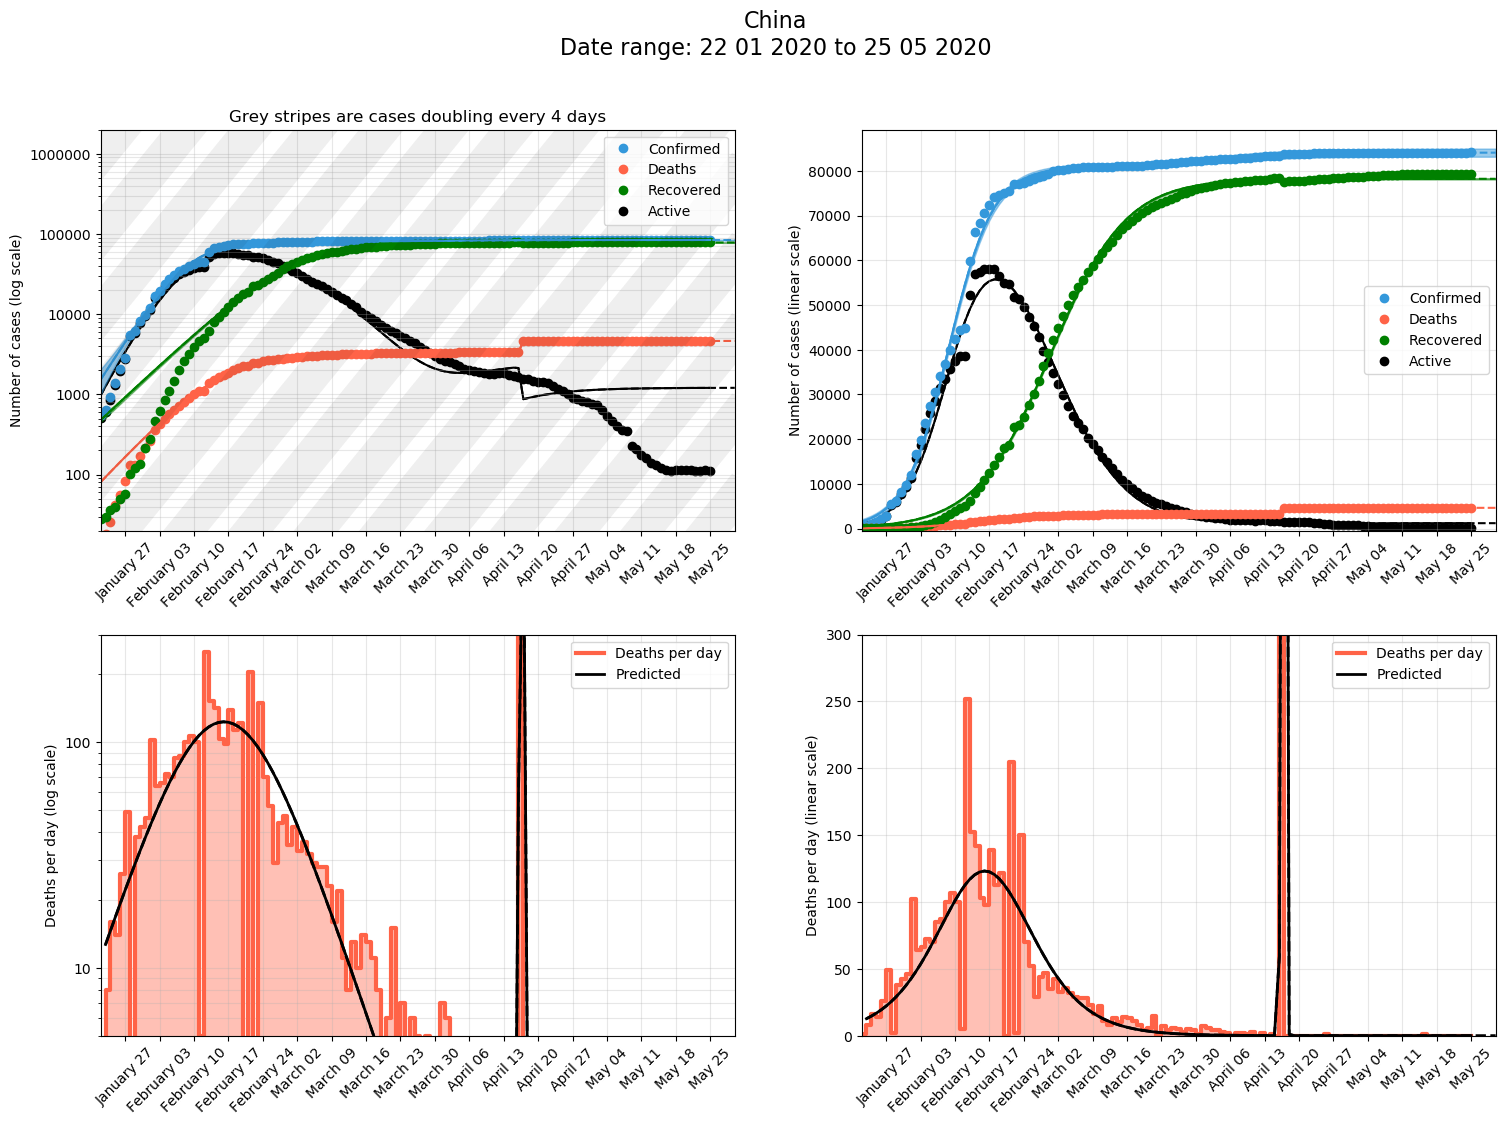 China
Date range: 22 01 2020 to 25 05 2020
Grey stripes are cases doubling every 4 days
Number of cases (log scale)
1000000
100000
10000
1000
100
Confirmed
Deaths
Recovered
Active
January 27
February 03
February 10
February 17
February 24
March 02
March 09
March 16
March 23
March 30
April 06
April 13
April 20
April 27
May 04
May 11
May 18
May 25
Number of cases (linear scale)
80000
70000
60000
50000
40000
30000
20000
10000
0
Confirmed
Deaths
Recovered
Active
January 27
February 03
February 10
February 17
February 24
March 02
March 09
March 16
March 23
March 30
April 06
April 13
April 20
April 27
May 04
May 11
May 18
May 25
Deaths per day (log scale)
100
10
Deaths per day
Predicted
January 27
February 03
February 10
February 17
February 24
March 02
March 09
March 16
March 23
March 30
April 06
April 13
April 20
April 27
May 04
May 11
May 18
May 25
Deaths per day (linear scale)
300
250
200
150
100
50
0
Deaths per day
Predicted
January 27
February 03
February 10
February 17
February 24
March 02
March 09
March 16
March 23
March 30
April 06
April 13
April 20
April 27
May 04
May 11
May 18
May 25